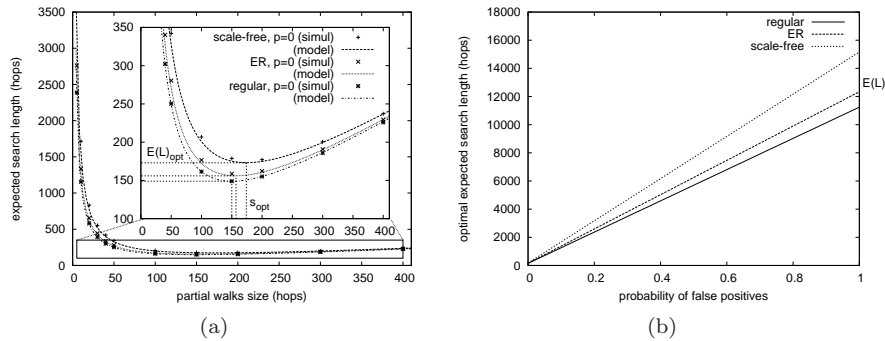 expected search length (hops)
3500
3000
2500
2000
1500
1000
500
0
0 50 100 150 200 250 300 350 400
partial walks size (hops)
350
300
250
200
150
100
0 50 100 150 200 250 300 350 400
scale-free, p=0 (simul)
(model)
ER, p=0 (simul)
(model)
regular, p=0 (simul)
(model)
E(L)opt
sopt
(a)
optimal expected search length (hops)
18000
16000
14000
12000
10000
8000
6000
4000
2000
0
0 0.2 0.4 0.6 0.8 1
probability of false positives
regular
ER
scale-free
E(L)
(b)